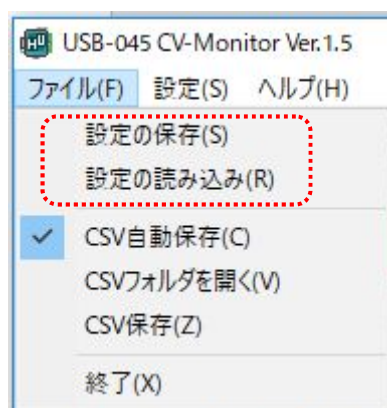 USB-045 CV-Monitor Ver.1.5
ファイル(F) 設定(S) ヘルプ(H)
設定の保存(S)
設定の読み込み(R)
CSV自動保存(C)
CSVフォルダを開く(V)
CSV保存(Z)
終了(X)